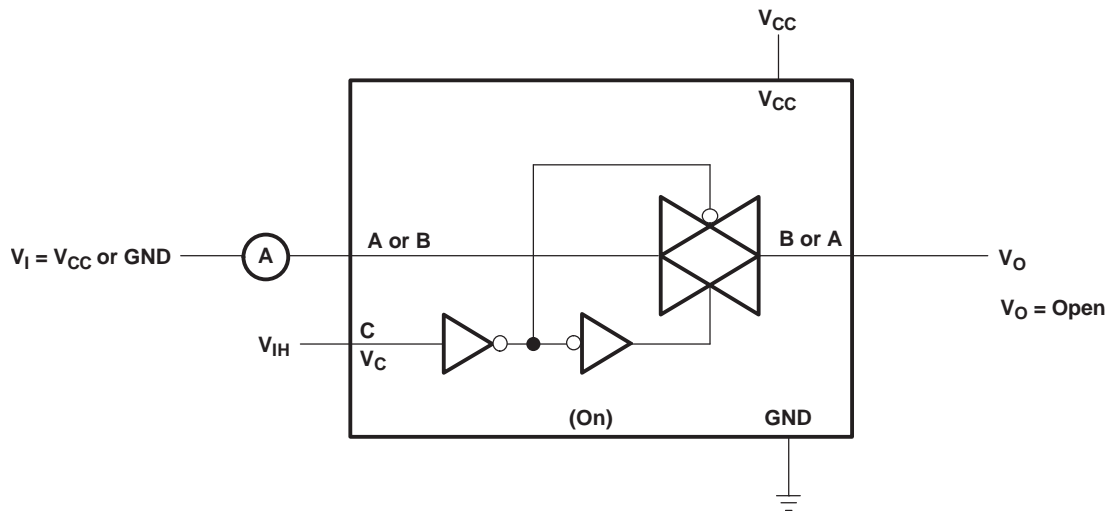 VCC
VCC
A or B
B or A
VI = VCC or GND
A
VO
VO = Open
C
VIH
VC
(On)
GND